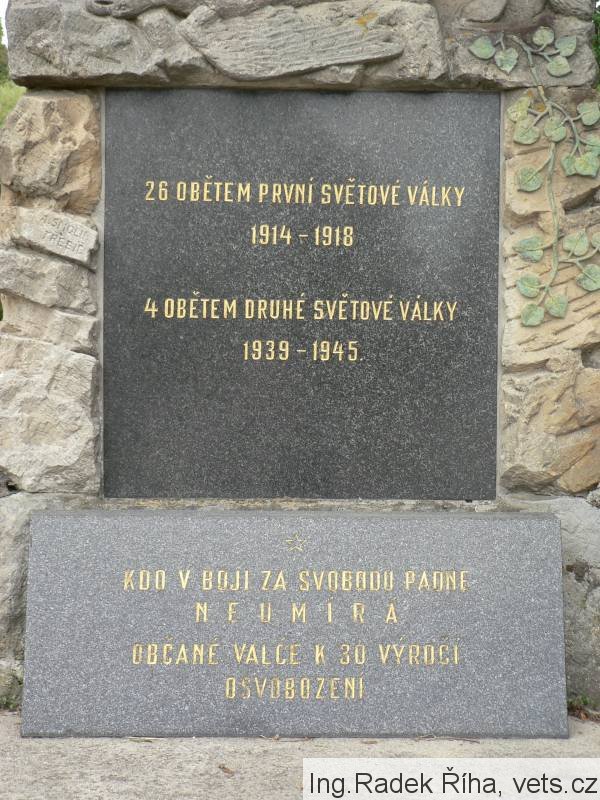 26 OBĚTEM PRVNÍ SVĚTOVÉ VÁLKY
1914 - 1918
4 OBĚTEM DRUHÉ SVĚTOVÉ VÁLKY
1939 - 1945.
KDO V BOJI ZA SVOBODU PADNE
NEUMÍRÁ
OBČANÉ VALČE K 30 VÝROČÍ
OSVOBOZENÍ
Ing.Radek Říha, vets.cz